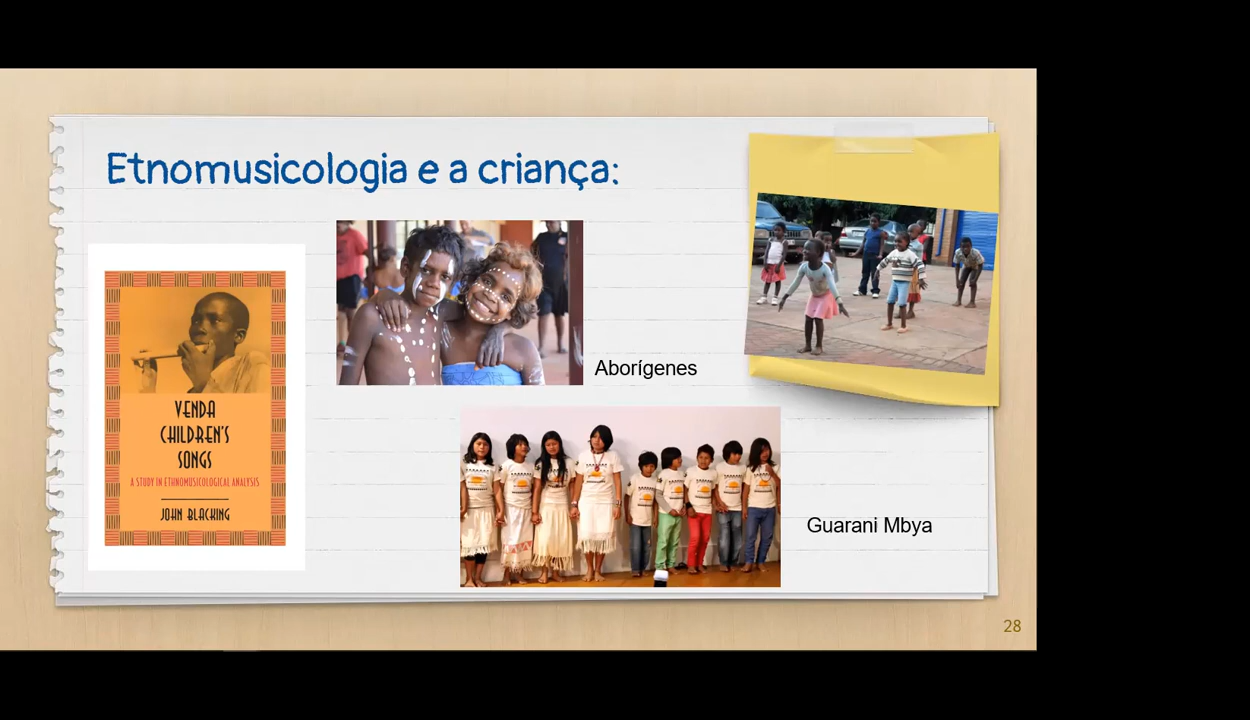 Etnomusicologia e a criança:
VENDA
CHILDREN'S
SONGS
A STUDY IN ETHNOMUSICOLOGICAL ANALYSIS
JOHN BLACKING
Aborígenes
Guarani Mbya
28